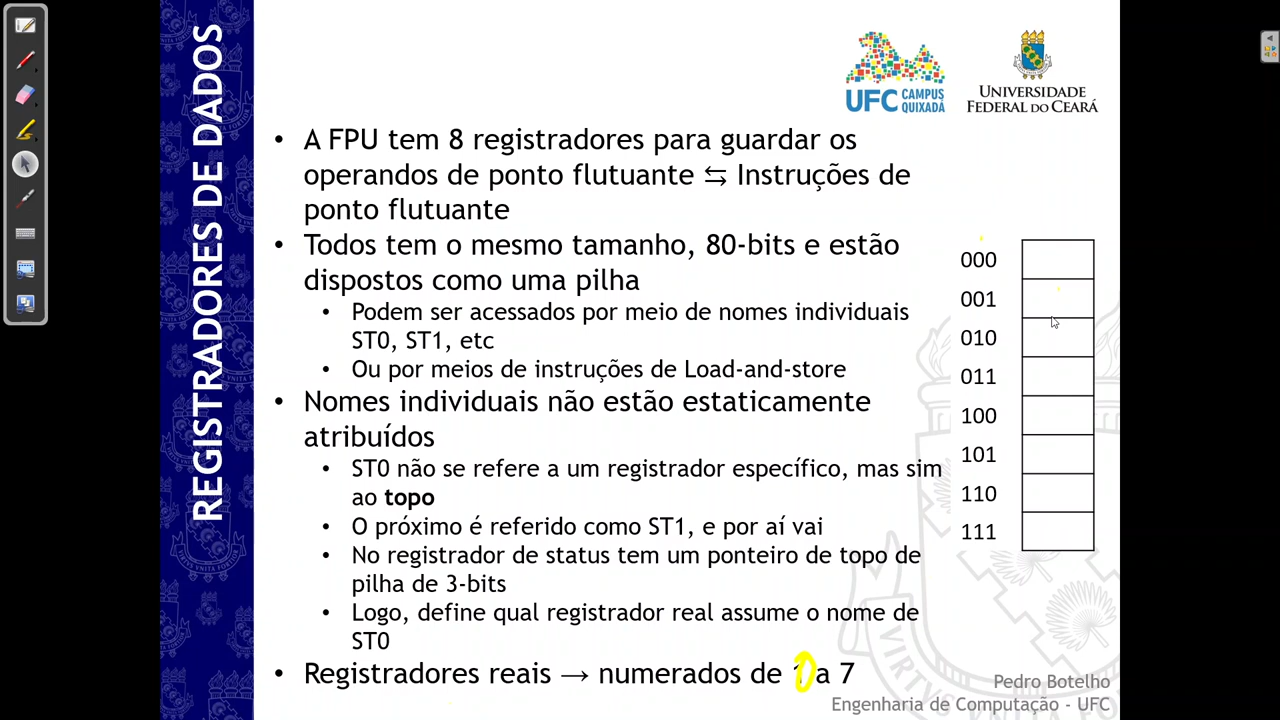 REGISTRADORES DE DADOS
UFC CAMPUS
QUIXADÁ
UNIVERSIDADE
FEDERAL DO CEARÁ
• A FPU tem 8 registradores para guardar os
operandos de ponto flutuante ⇆ Instruções de
ponto flutuante
• Todos tem o mesmo tamanho, 80-bits e estão
dispostos como uma pilha
• Podem ser acessados por meio de nomes individuais
ST0, ST1, etc
• Ou por meios de instruções de Load-and-store
• Nomes individuais não estão estaticamente
atribuídos
• ST0 não se refere a um registrador específico, mas sim
ao topo
• O próximo é referido como ST1, e por aí vai
• No registrador de status tem um ponteiro de topo de
pilha de 3-bits
• Logo, define qual registrador real assume o nome de
ST0
• Registradores reais → numerados de 0 a 7
000
001
010
011
100
101
110
111
Pedro Botelho
Engenharia de Computação - UFC